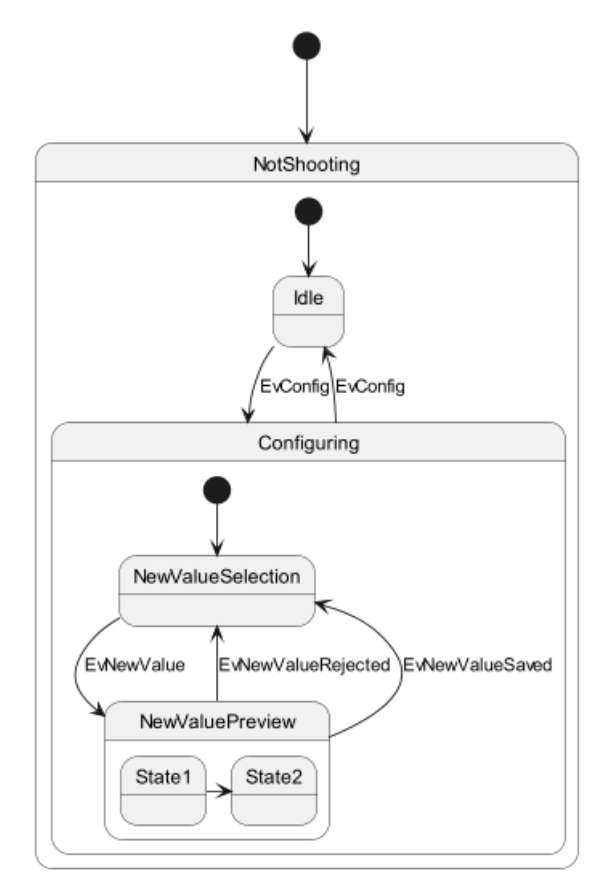 NotShooting
Idle
EvConfig EvConfig
Configuring
NewValueSelection
EvNewValue EvNewValueRejected EvNewValueSaved
NewValuePreview
State1 State2